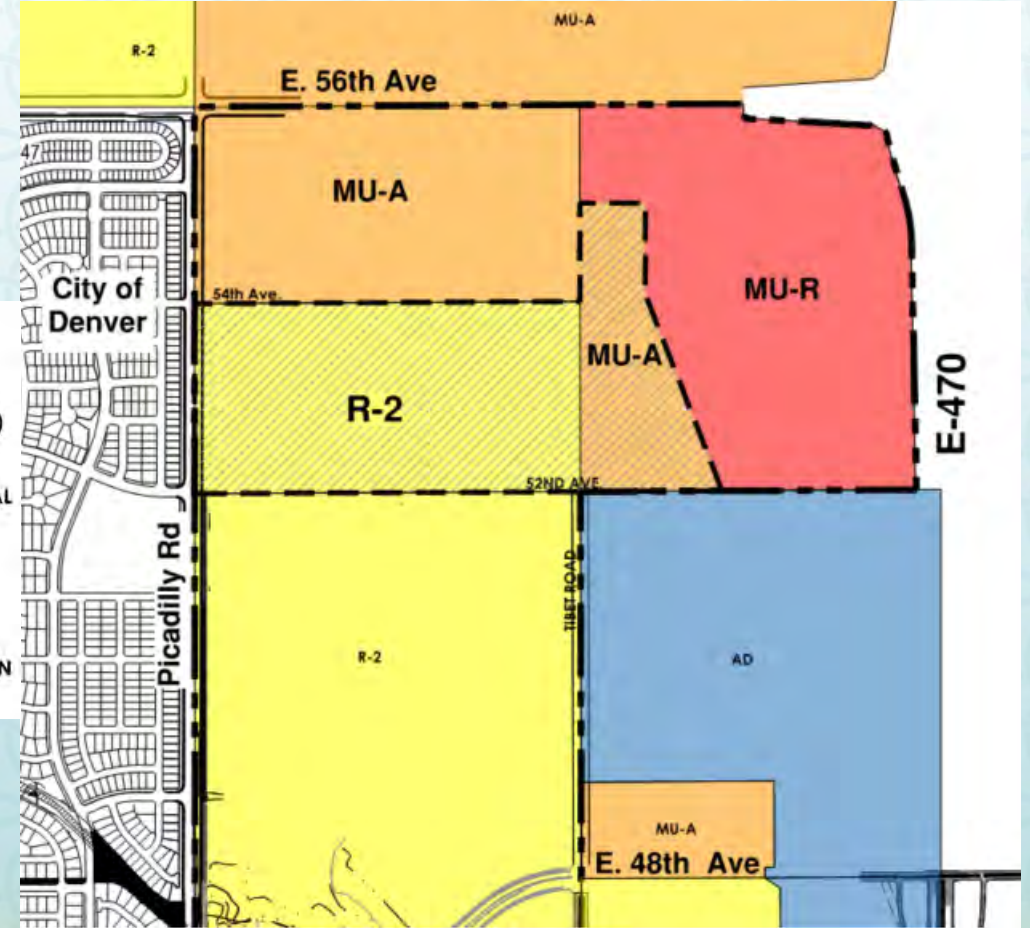 MU-A
R-2
E. 56th Ave
47
MU-A
City of
Denver
54th Ave.
MU-R
MU-A
R-2
E-470
52ND AVE.
AL
Picadilly Rd
TIBET ROAD
R-2
AD
N
MU-A
E. 48th Ave